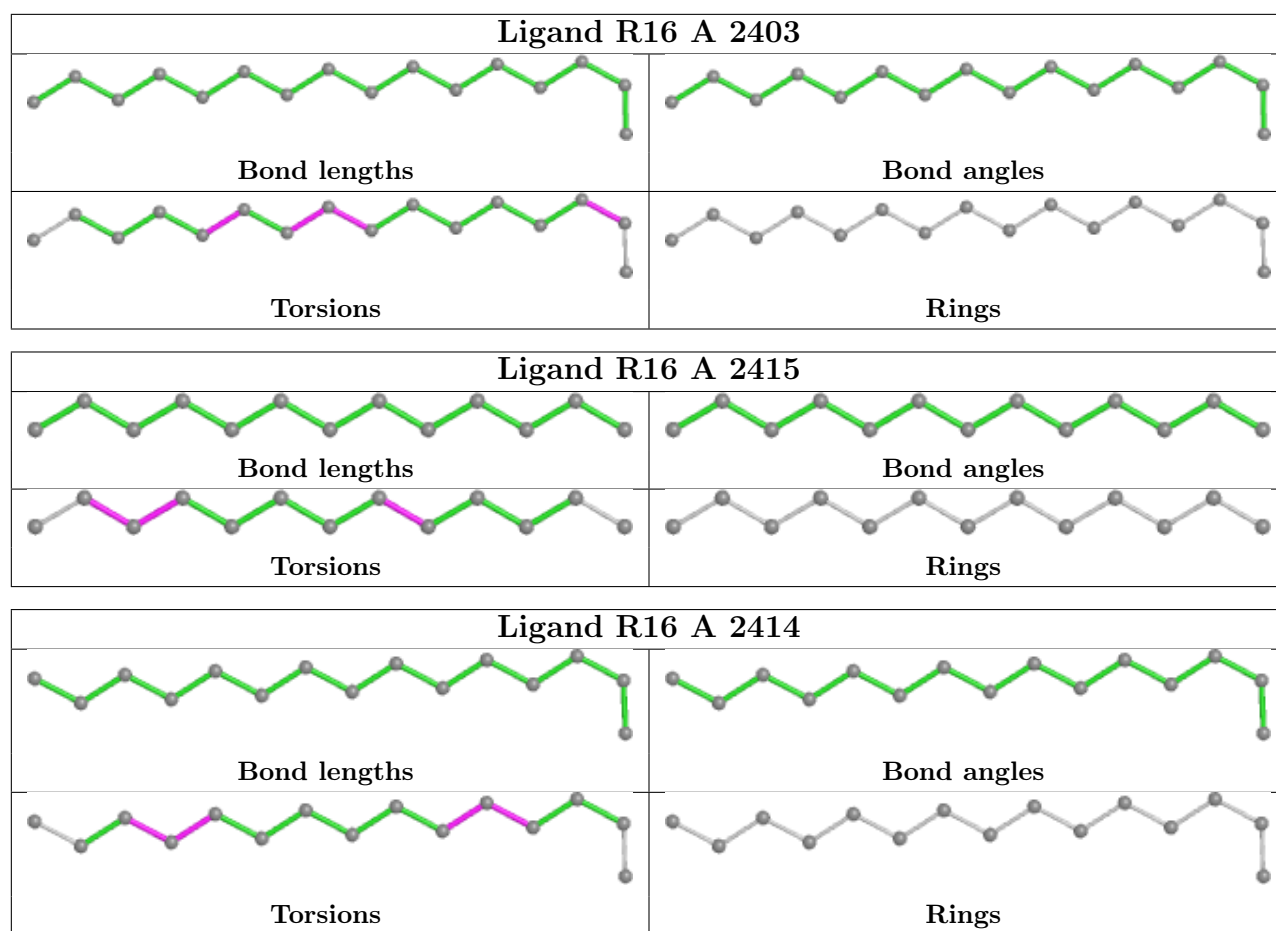 Ligand R16 A 2403
Bond lengths
Bond angles
Torsions
Rings
Ligand R16 A 2415
Bond lengths
Bond angles
Torsions
Rings
Ligand R16 A 2414
Bond lengths
Bond angles
Torsions
Rings